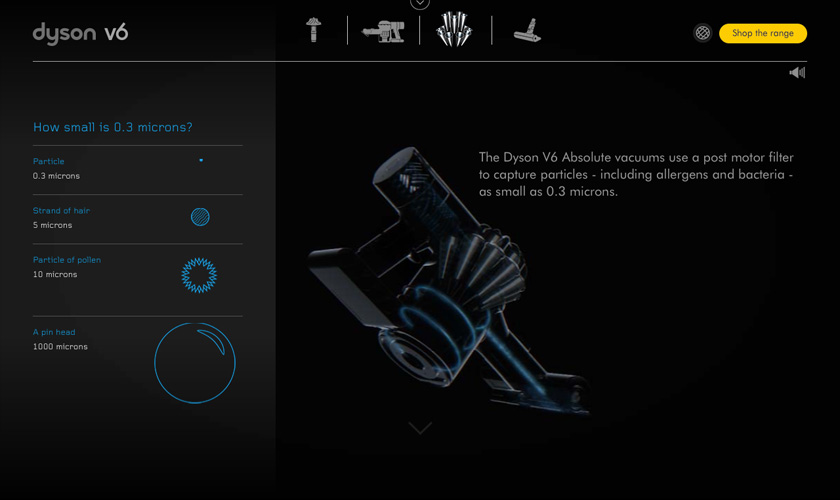 dyson v6
Shop the range
How small is 0.3 microns?
Particle
0.3 microns
Strand of hair
5 microns
Particle of pollen
10 microns
A pin head
1000 microns
The Dyson V6 Absolute vacuums use a post motor filter
to capture particles - including allergens and bacteria -
as small as 0.3 microns.